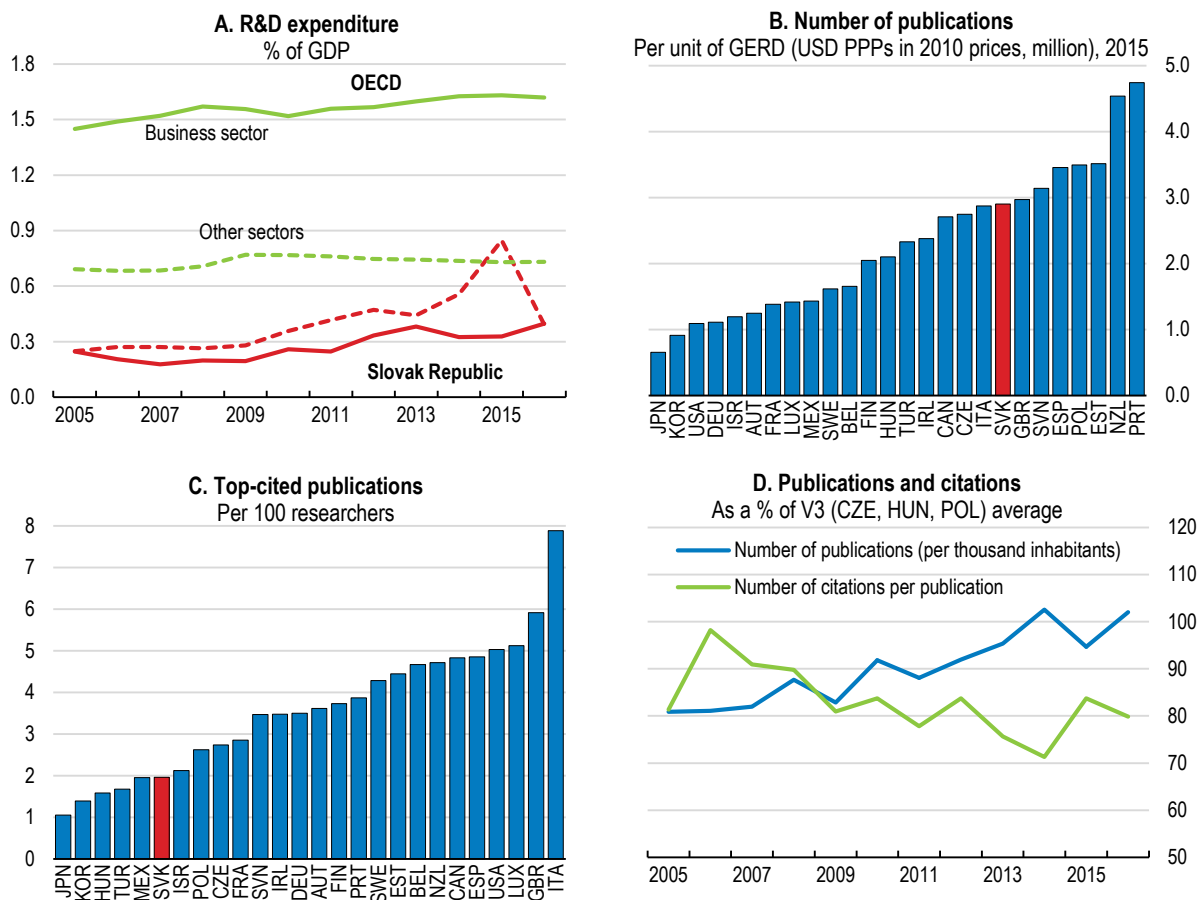 A. R&D expenditure
% of GDP
1.8
1.5
1.2
0.9
0.6
0.3
0.0
OECD
Business sector
Other sectors
Slovak Republic
2005 2007 2009 2011 2013 2015
B. Number of publications
Per unit of GERD (USD PPPs in 2010 prices, million), 2015
5.0
4.0
3.0
2.0
1.0
0.0
JPN KOR USA DEU ISR AUT FRA LUX MEX SWE BEL FIN HUN TUR IRL CAN CZE ITA SVK GBR SVN ESP POL EST NZL PRT
C. Top-cited publications
Per 100 researchers
8
7
6
5
4
3
2
1
0
JPN KOR HUN TUR MEX SVK ISR POL CZE FRA SVN IRL DEU AUT FIN PRT SWE EST BEL NZL CAN ESP USA LUX GBR ITA
D. Publications and citations
As a % of V3 (CZE, HUN, POL) average
Number of publications (per thousand inhabitants)
Number of citations per publication
120
110
100
90
80
70
60
50
2005 2007 2009 2011 2013 2015